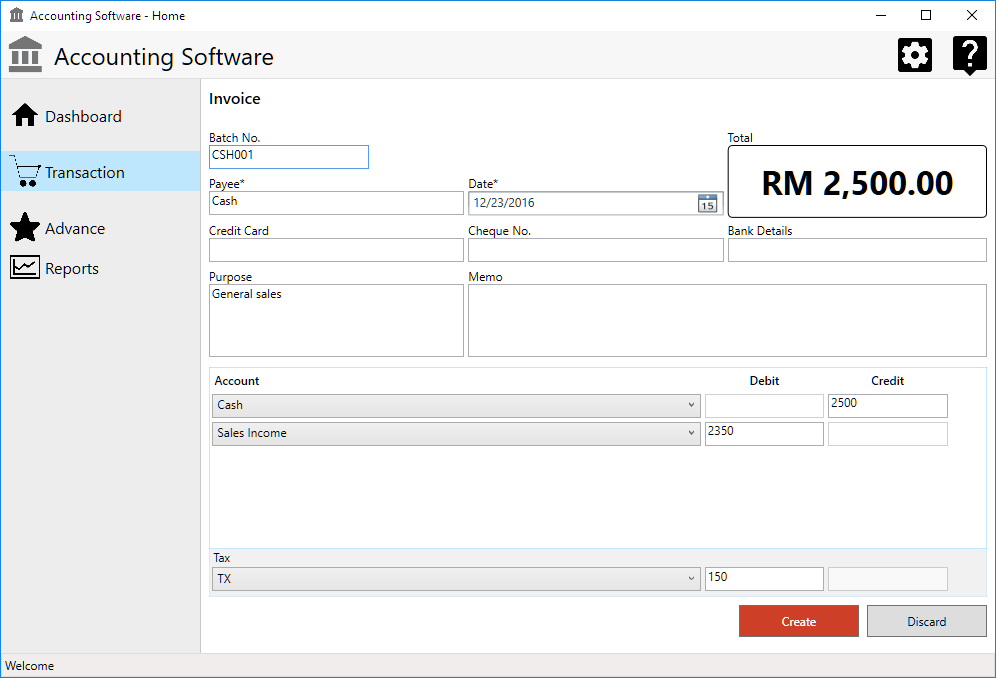 Accounting Software - Home
Accounting Software
?
Dashboard
Transaction
Advance
Reports
Invoice
Batch No.
CSH001
Total
RM 2,500.00
Payee*
Cash
Date*
12/23/2016
15
Credit Card
Cheque No.
Bank Details
Purpose
General sales
Memo
Account Debit Credit
Cash 2500
Sales Income 2350
Tax
TX 150
Create Discard
Welcome